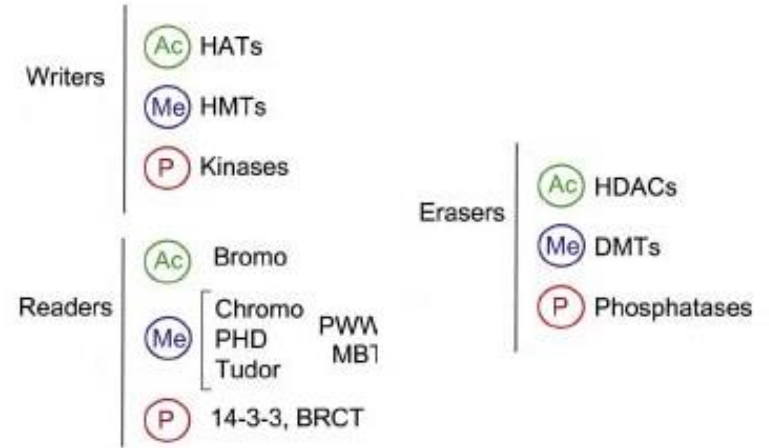 Writers
Ac HATs
Me HMTs
P Kinases
Readers
Ac Bromo
Me Chromo
PHD
Tudor
MBT
P 14-3-3, BRCT
Erasers
Ac HDACs
Me DMTs
P Phosphatases